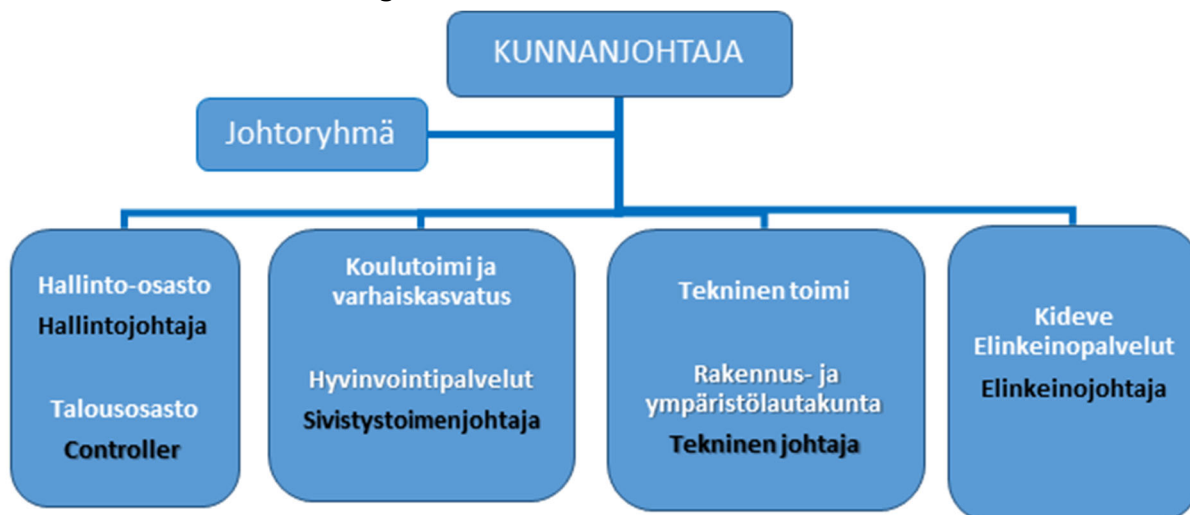 KUNNANJOHTAJA
Johtoryhmä
Hallinto-osasto
Hallintojohtaja
Talousosasto
Controller
Koulutoimi ja
varhaiskasvatus
Hyvinvointipalvelut
Sivistystoimenjohtaja
Tekninen toimi
Rakennus- ja
ympäristölautakunta
Tekninen johtaja
Kideve
Elinkeinopalvelut
Elinkeinojohtaja